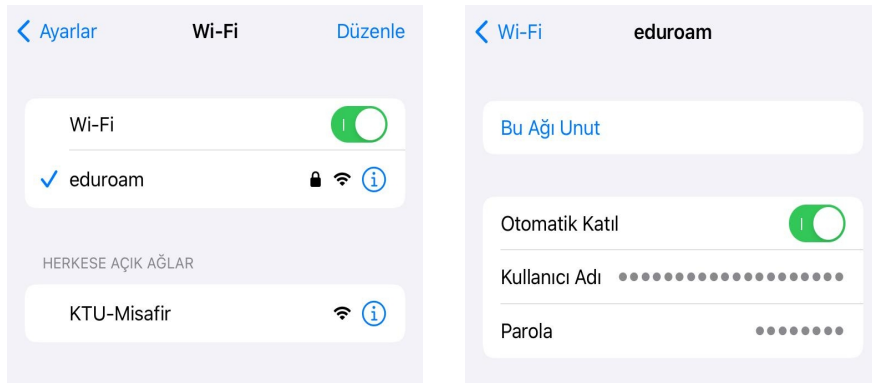 Ayarlar Wi-Fi Düzenle
Wi-Fi
eduroam
HERKESE AÇIK AĞLAR
KTU-Misafir
Wi-Fi eduroam
Bu Ağı Unut
Otomatik Katıl
Kullanıcı Adı ●●●●●●●●●●●●●●●●●●●●
Parola ●●●●●●●●